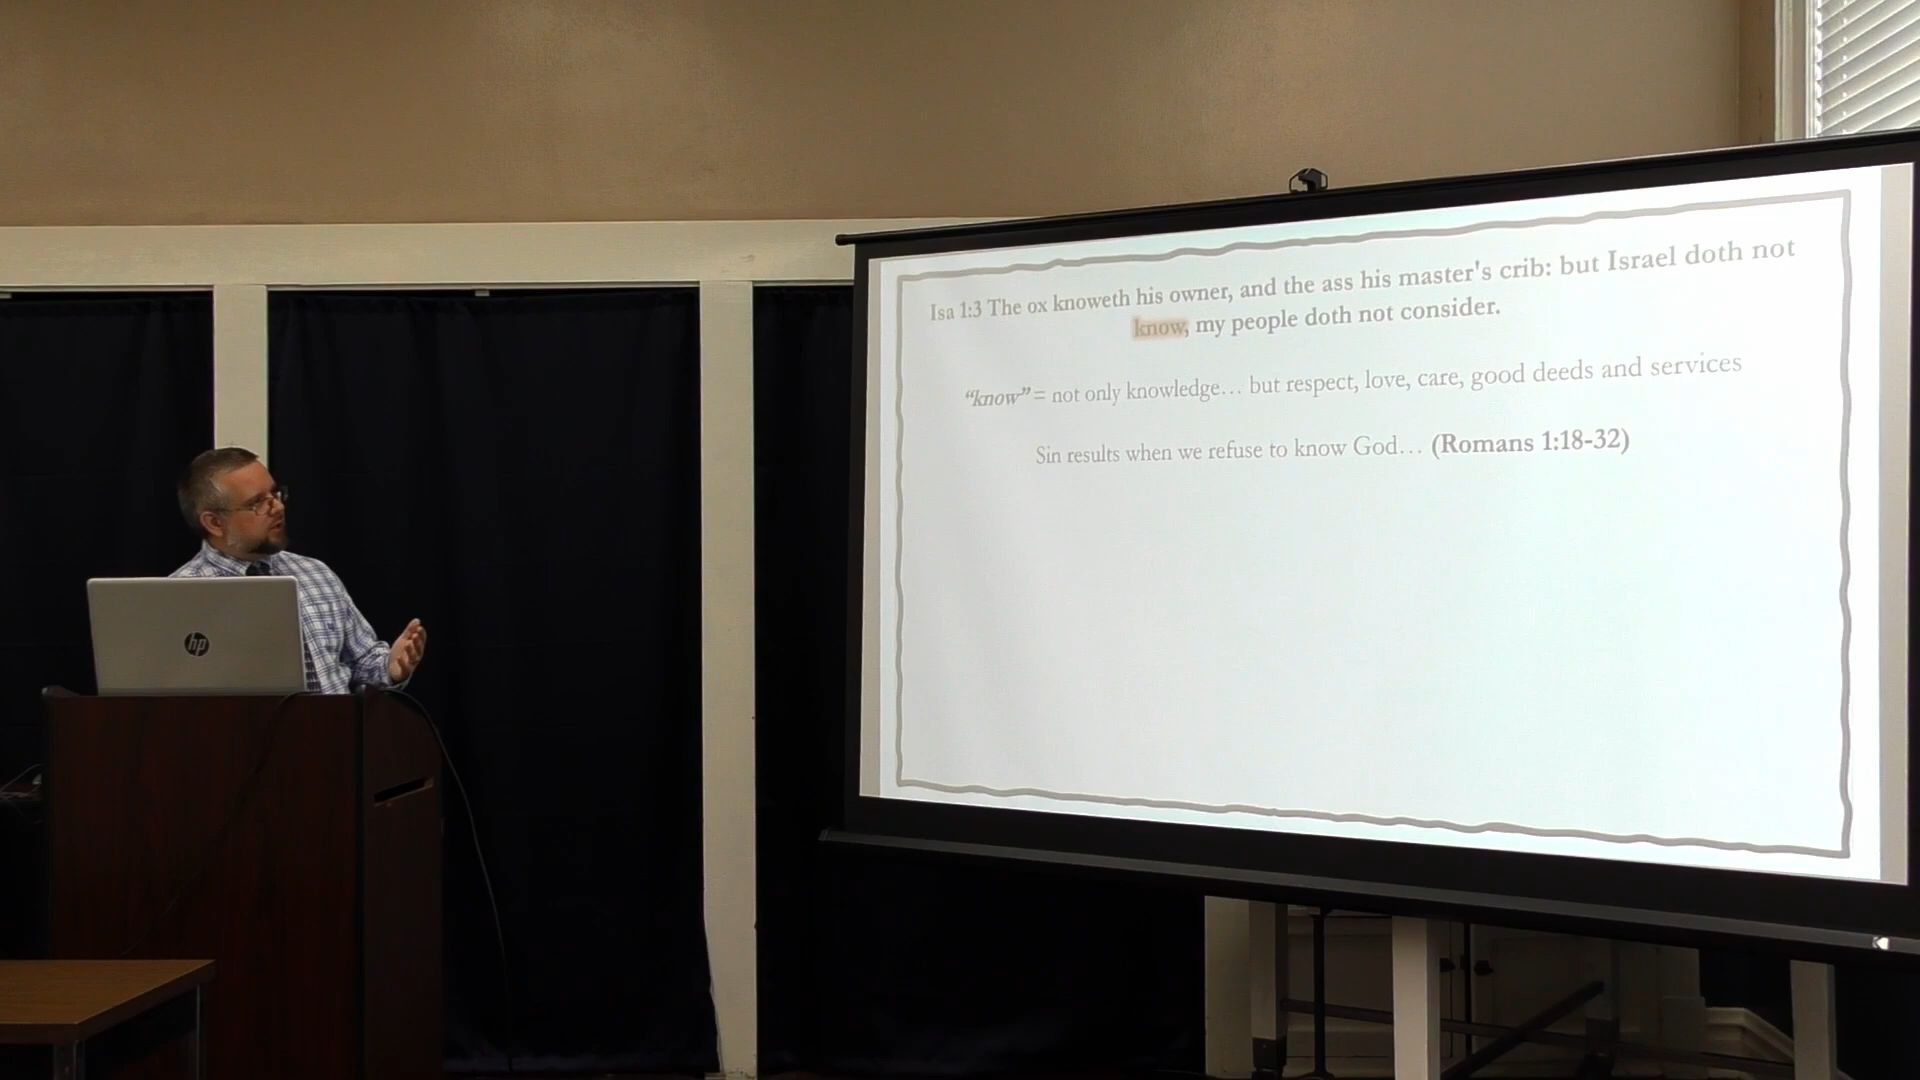 Isa 1:3 The ox knoweth his owner, and the ass his master's crib: but Israel doth not
know, my people doth not consider.
“know” = not only knowledge… but respect, love, care, good deeds and services
Sin results when we refuse to know God… (Romans 1:18-32)
hp